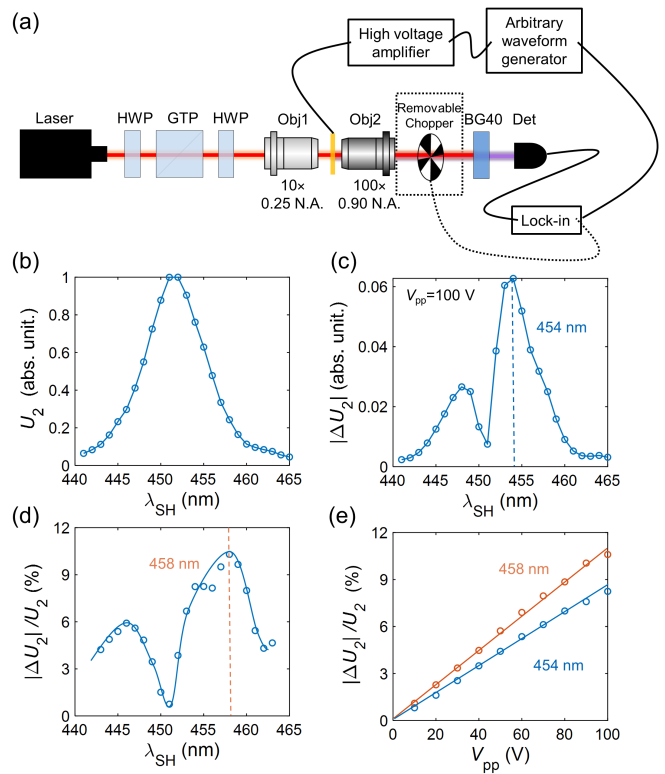 (a)
High voltage
amplifier
Arbitrary
waveform
generator
Laser
HWP
GTP
HWP
Obj1
Obj2
Removable
Chopper
BG40
Det
10×
0.25 N.A.
100×
0.90 N.A.
Lock-in
(b)
U₂ (abs. unit.)
1
0.8
0.6
0.4
0.2
0
440 445 450 455 460 465
λSH (nm)
(c)
|ΔU₂| (abs. unit.)
Vpp=100 V
454 nm
0.06
0.04
0.02
0
440 445 450 455 460 465
λSH (nm)
(d)
|ΔU₂|/U₂ (%)
458 nm
12
9
6
3
0
440 445 450 455 460 465
λSH (nm)
(e)
|ΔU₂|/U₂ (%)
458 nm
454 nm
12
9
6
3
0
0 20 40 60 80 100
Vpp (V)